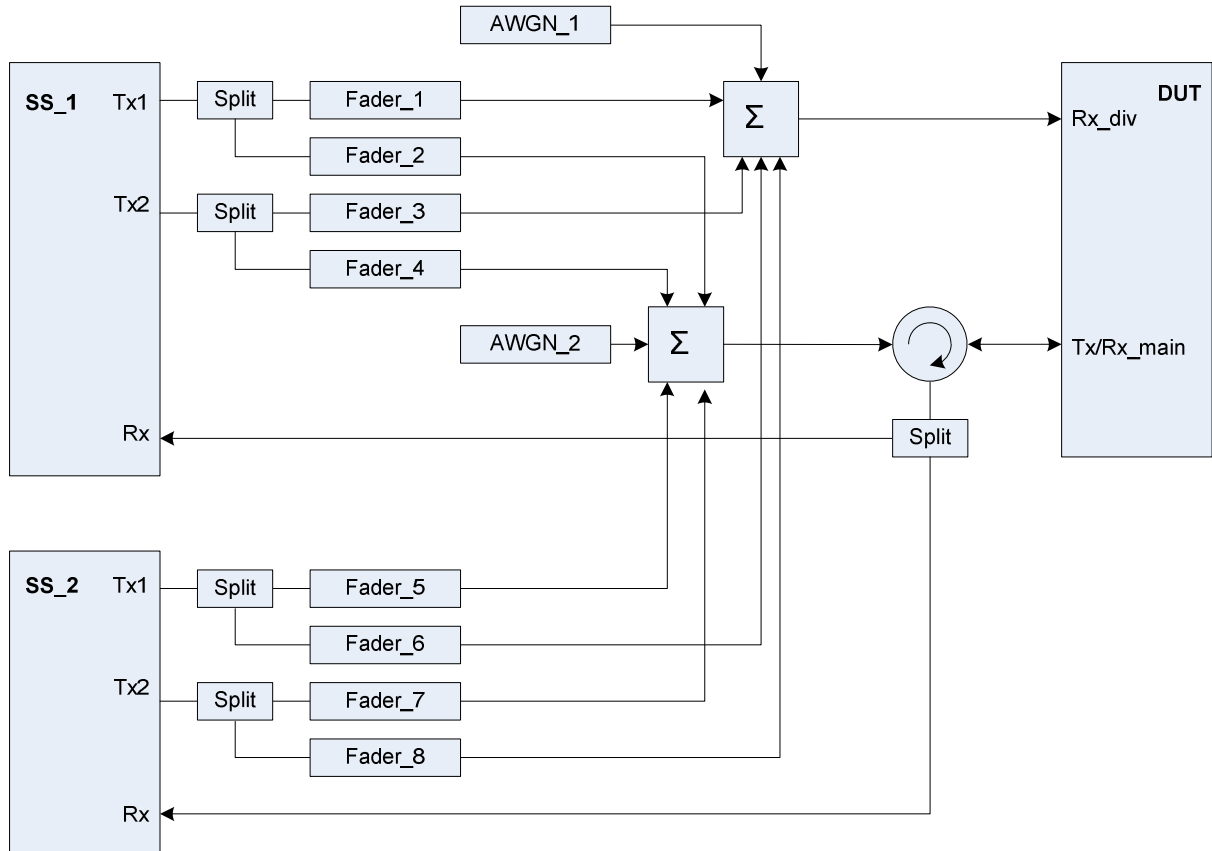 AWGN_1
SS_1
Tx1
Split
Fader_1
Σ
DUT
Rx_div
Fader_2
Tx2
Split
Fader_3
Fader_4
AWGN_2
Σ
Tx/Rx_main
Rx
Split
SS_2
Tx1
Split
Fader_5
Fader_6
Tx2
Split
Fader_7
Fader_8
Rx